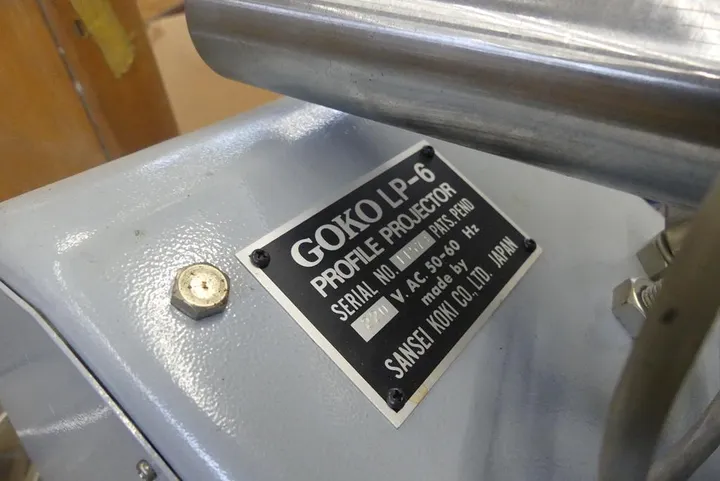 GOKO LP-6
PROFILE PROJECTOR
SERIAL NO. PATS. PEND
220 V. AC. 50-60 Hz
made by
SANSEI KOKI CO., LTD. JAPAN